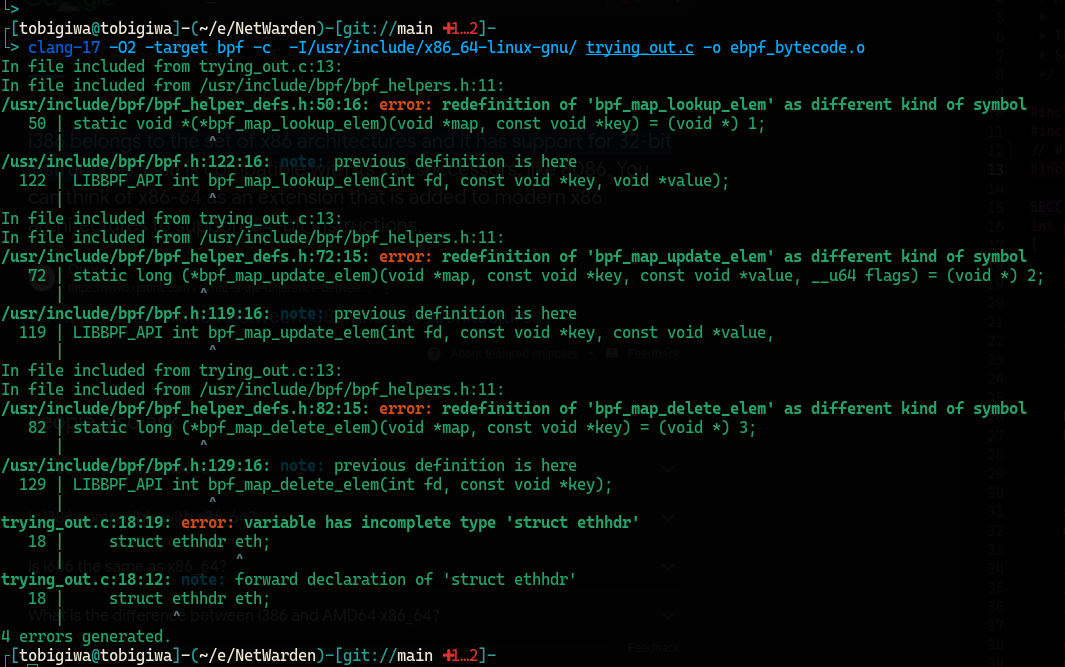 └>
┌[tobigiwa@tobigiwa]-(~/e/NetWarden)-[git://main ✚1…2]-
└> clang-17 -O2 -target bpf -c  -I/usr/include/x86_64-linux-gnu/ trying_out.c -o ebpf_bytecode.o
In file included from trying_out.c:13:
In file included from /usr/include/bpf/bpf_helpers.h:11:
/usr/include/bpf/bpf_helper_defs.h:50:16: error: redefinition of 'bpf_map_lookup_elem' as different kind of symbol
   50 | static void *(*bpf_map_lookup_elem)(void *map, const void *key) = (void *) 1;
      |                ^
/usr/include/bpf/bpf.h:122:16: note: previous definition is here
  122 | LIBBPF_API int bpf_map_lookup_elem(int fd, const void *key, void *value);
      |                ^
In file included from trying_out.c:13:
In file included from /usr/include/bpf/bpf_helpers.h:11:
/usr/include/bpf/bpf_helper_defs.h:72:15: error: redefinition of 'bpf_map_update_elem' as different kind of symbol
   72 | static long (*bpf_map_update_elem)(void *map, const void *key, const void *value, __u64 flags) = (void *) 2;
      |               ^
/usr/include/bpf/bpf.h:119:16: note: previous definition is here
  119 | LIBBPF_API int bpf_map_update_elem(int fd, const void *key, const void *value,
      |                ^
In file included from trying_out.c:13:
In file included from /usr/include/bpf/bpf_helpers.h:11:
/usr/include/bpf/bpf_helper_defs.h:82:15: error: redefinition of 'bpf_map_delete_elem' as different kind of symbol
   82 | static long (*bpf_map_delete_elem)(void *map, const void *key) = (void *) 3;
      |               ^
/usr/include/bpf/bpf.h:129:16: note: previous definition is here
  129 | LIBBPF_API int bpf_map_delete_elem(int fd, const void *key);
      |                ^
trying_out.c:18:19: error: variable has incomplete type 'struct ethhdr'
   18 |     struct ethhdr eth;
      |                   ^
trying_out.c:18:12: note: forward declaration of 'struct ethhdr'
   18 |     struct ethhdr eth;
      |            ^
4 errors generated.
┌[tobigiwa@tobigiwa]-(~/e/NetWarden)-[git://main ✚1…2]-